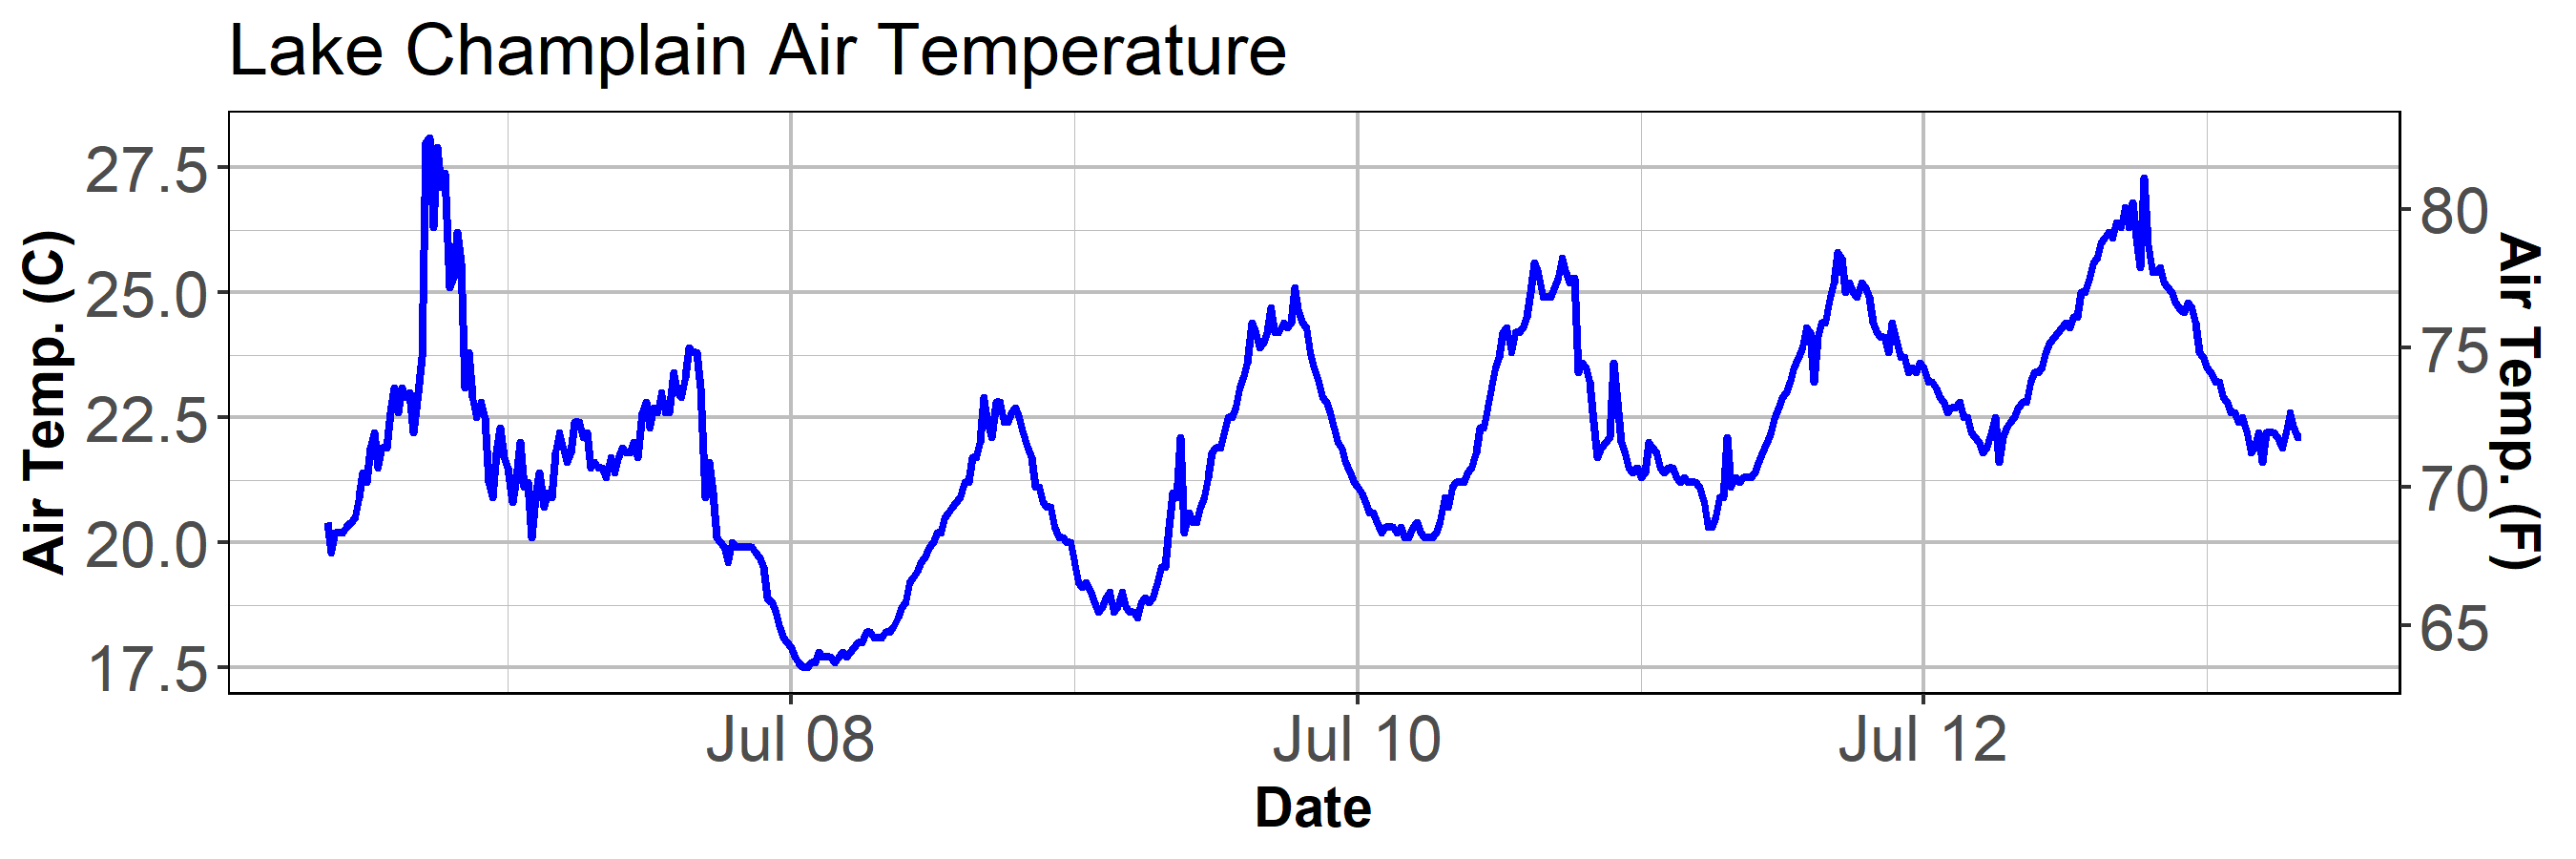 Lake Champlain Air Temperature
Air Temp. (C)
27.5
25.0
22.5
20.0
17.5
80
75
70
65
Air Temp. (F)
Jul 08 Jul 10 Jul 12
Date